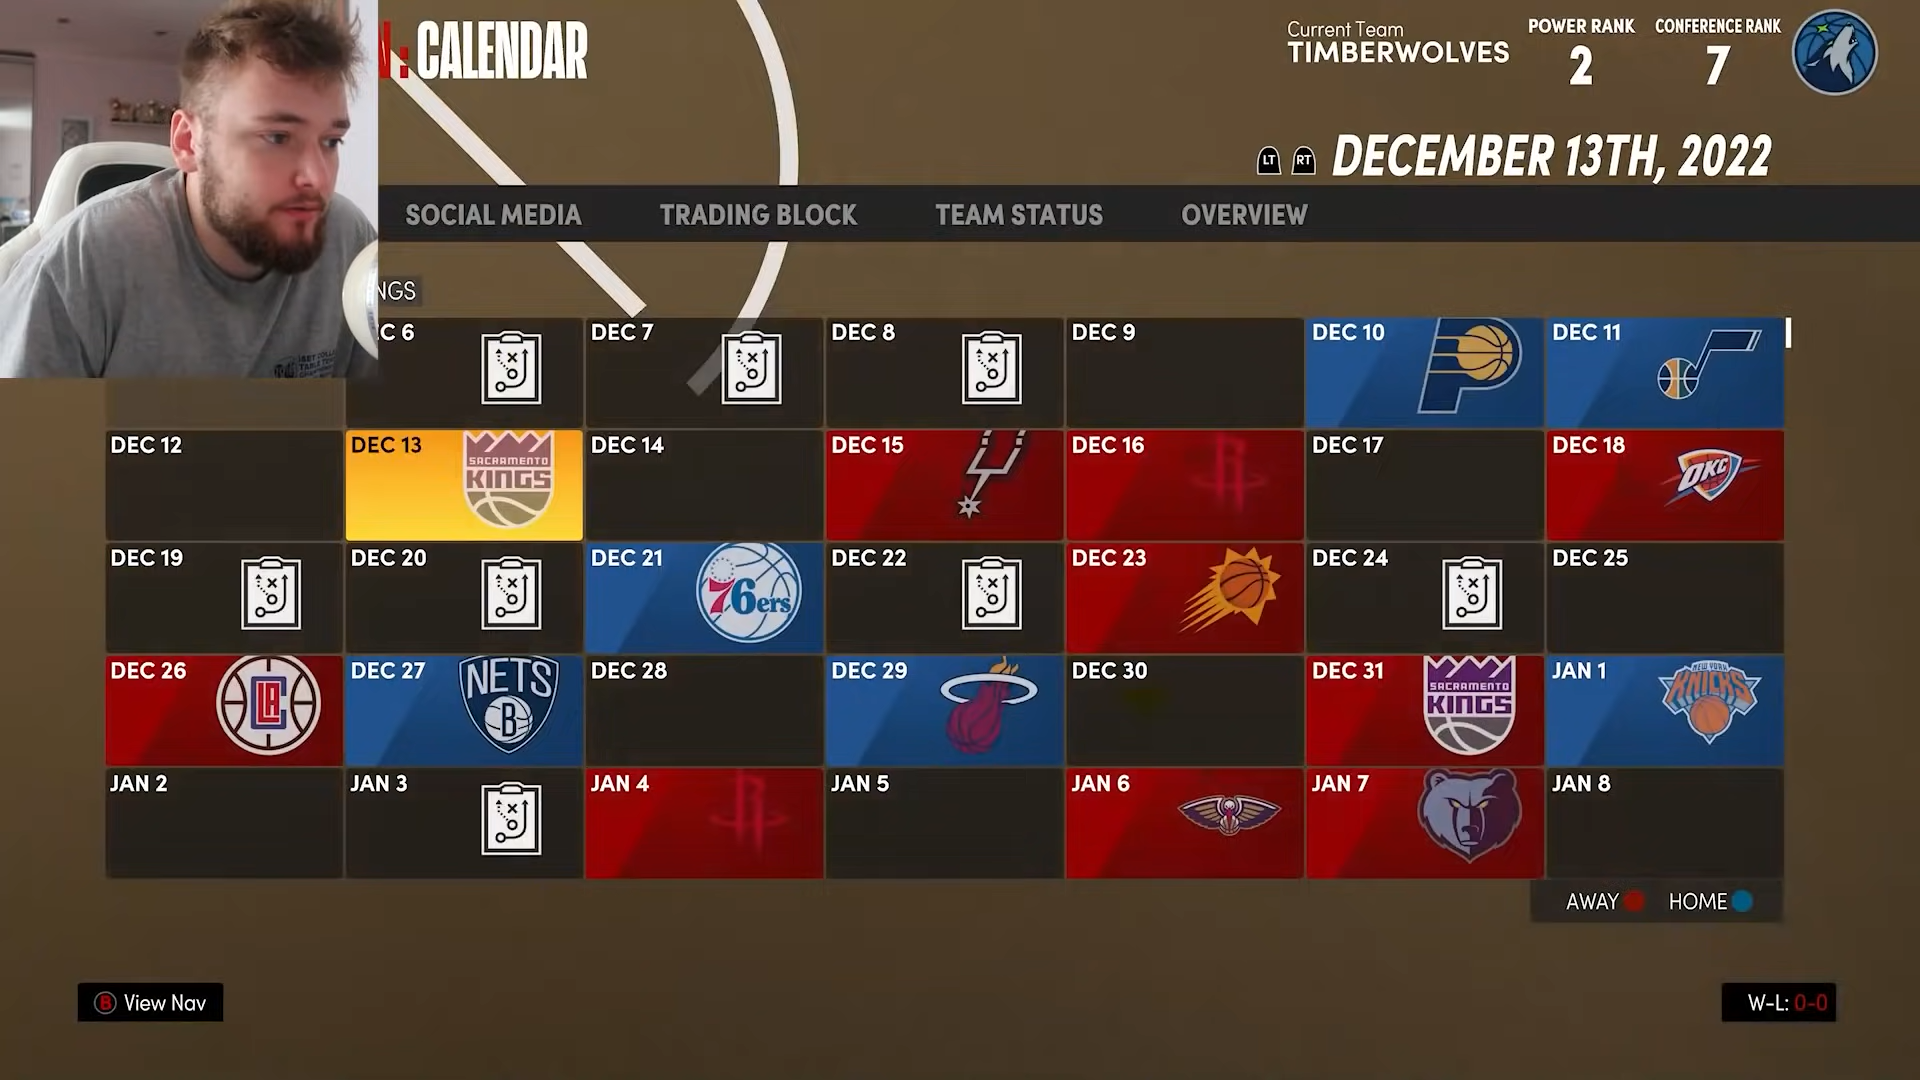 : CALENDAR
Current Team
TIMBERWOLVES
POWER RANK
2
CONFERENCE RANK
7
LT RT DECEMBER 13TH, 2022
SOCIAL MEDIA TRADING BLOCK TEAM STATUS OVERVIEW
NGS
C 6 DEC 7 DEC 8 DEC 9 DEC 10 DEC 11
DEC 12 DEC 13 DEC 14 DEC 15 DEC 16 DEC 17 DEC 18
SACRAMENTO
KINGS
OKC
DEC 19 DEC 20 DEC 21 DEC 22 DEC 23 DEC 24 DEC 25
76ers
DEC 26 DEC 27 DEC 28 DEC 29 DEC 30 DEC 31 JAN 1
LA
NETS
B
SACRAMENTO
KINGS
NEW YORK
KNICKS
JAN 2 JAN 3 JAN 4 JAN 5 JAN 6 JAN 7 JAN 8
AWAY HOME
B View Nav
W-L: 0-0